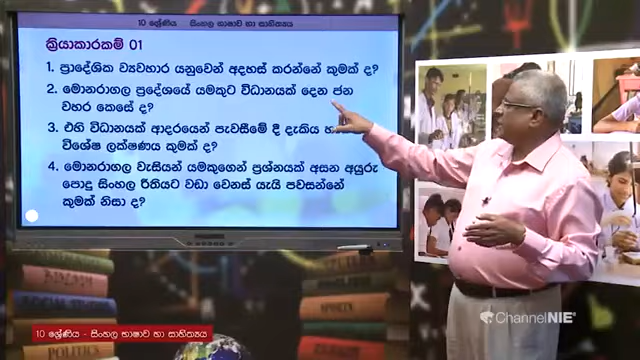 10 ශ්‍රේණිය සිංහල භාෂාව හා සාහිත්‍යය
ක්‍රියාකාරකම් 01
1. ප්‍රාදේශික ව්‍යවහාර යනුවෙන් අදහස් කරන්නේ කුමක් ද?
2. මොනරාගල ප්‍රදේශයේ යමකුට විධානයක් දෙන ජන
වහර කෙසේ ද?
3. එහි විධානයක් ආදරයෙන් පැවසීමේ දී දැකිය
විශේෂ ලක්ෂණය කුමක් ද?
4. මොනරාගල වැසියන් යමකුගෙන් ප්‍රශ්නයක් අසන අයුරු
පොදු සිංහල රීතියට වඩා වෙනස් යැයි පවසන්නේ
කුමක් නිසා ද?
10 ශ්‍රේණිය - සිංහල භාෂාව හා සාහිත්‍යය
ChannelNIE
POLITICS